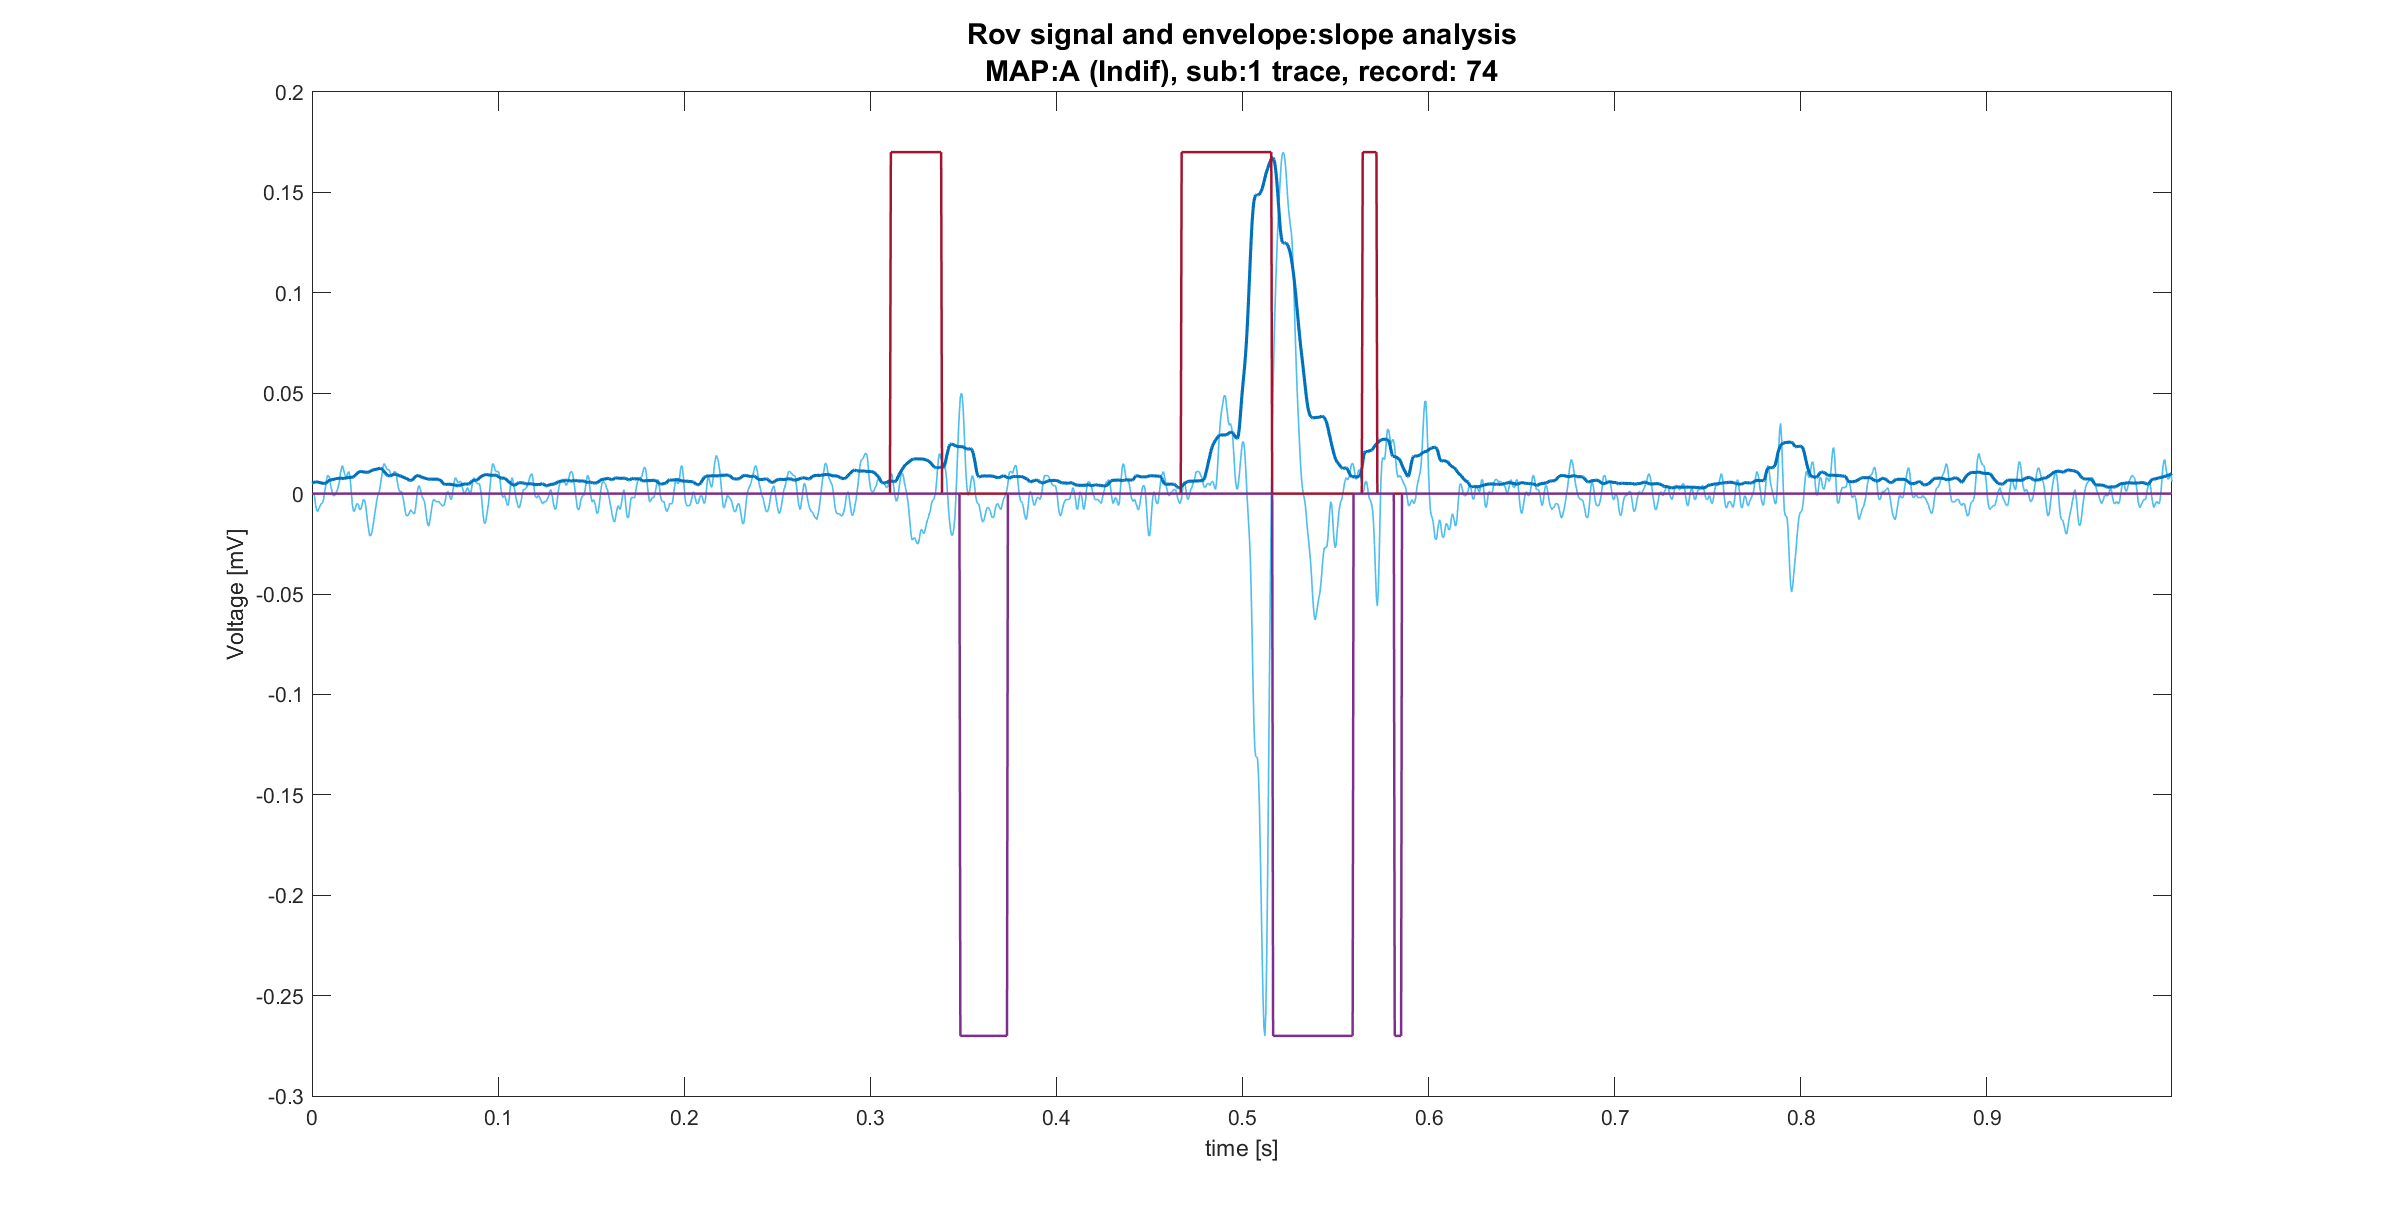 Rov signal and envelope:slope analysis
MAP:A (Indif), sub:1 trace, record: 74
0.2
0.15
0.1
0.05
0
-0.05
-0.1
-0.15
-0.2
-0.25
-0.3
Voltage [mV]
0 0.1 0.2 0.3 0.4 0.5 0.6 0.7 0.8 0.9
time [s]